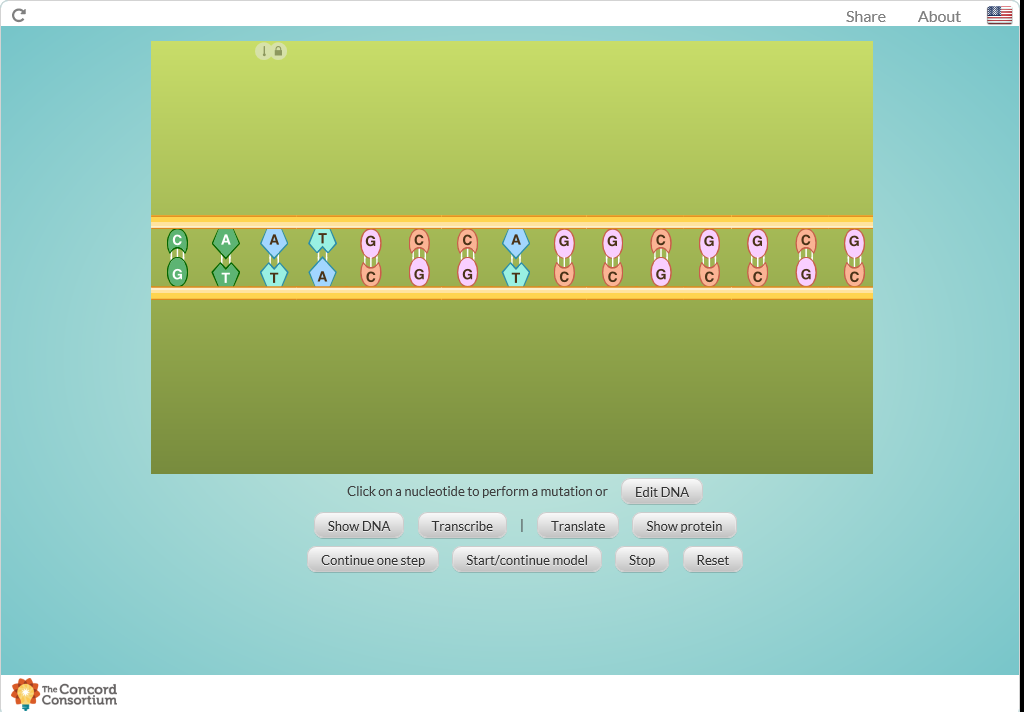 Share About
C A A T G C C A G G C G G C G
G T T A C G G T C C G C C G C
Click on a nucleotide to perform a mutation or Edit DNA
Show DNA Transcribe | Translate Show protein
Continue one step Start/continue model Stop Reset
The Concord
Consortium